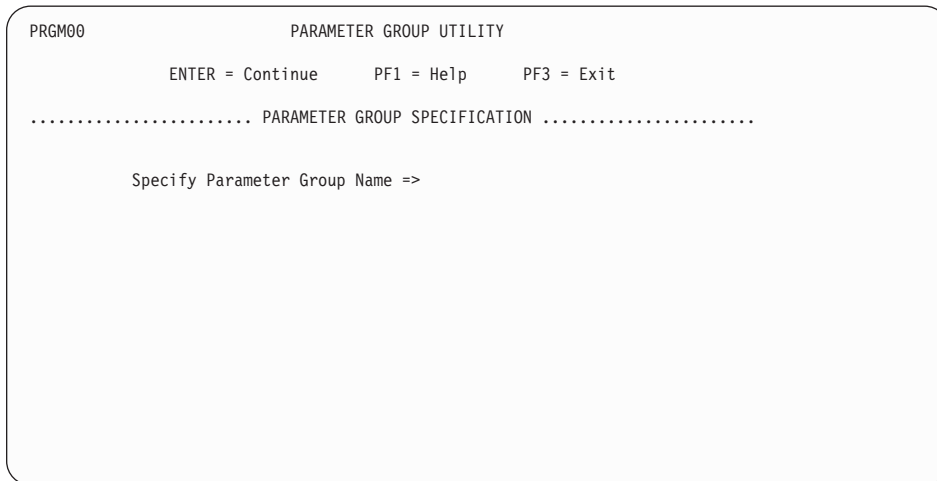 PRGM00 PARAMETER GROUP UTILITY
ENTER = Continue PF1 = Help PF3 = Exit
........................ PARAMETER GROUP SPECIFICATION .......................
Specify Parameter Group Name =>